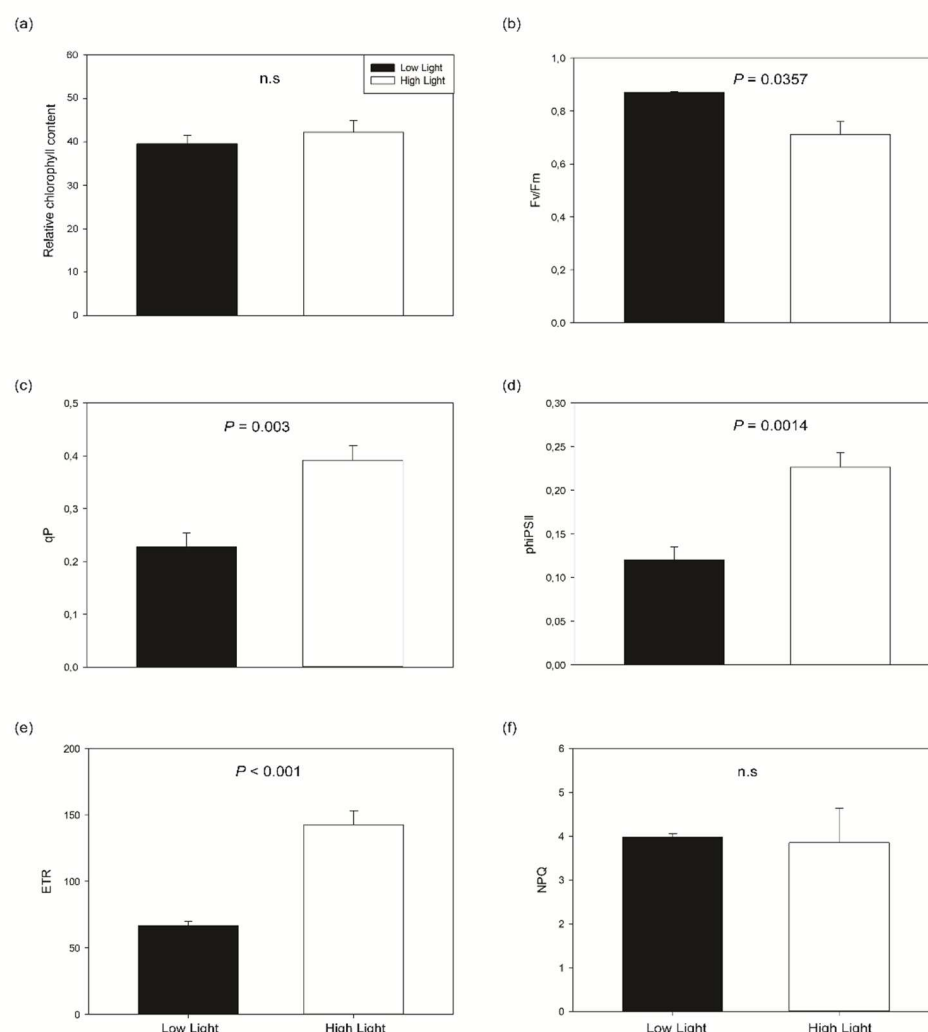 (a)
60
50
40
30
20
10
0
Relative chlorophyll content
n.s
Low Light
High Light
(b)
1,0
0,8
0,6
0,4
0,2
0,0
Fv/Fm
P = 0.0357
(c)
0,5
0,4
0,3
0,2
0,1
0,0
qP
P = 0.003
(d)
0,30
0,25
0,20
0,15
0,10
0,05
0,00
phiPSII
P = 0.0014
(e)
200
150
100
50
0
ETR
P < 0.001
Low Light
High Light
(f)
6
5
4
3
2
1
0
NPQ
n.s
Low Light
High Light